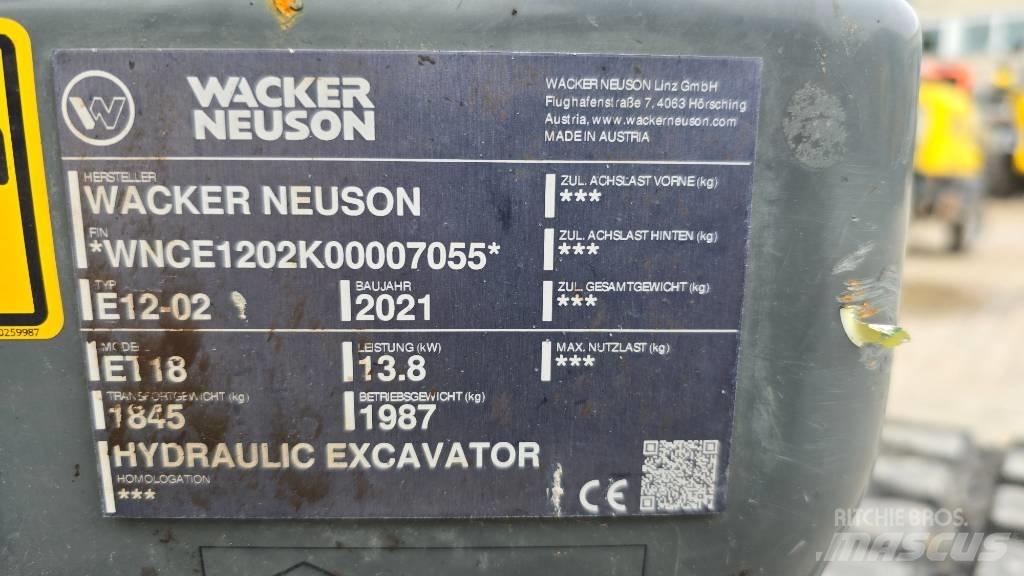 WACKER
NEUSON
WACKER NEUSON Linz GmbH
Flughafenstraße 7, 4063 Hörsching
Austria, www.wackerneuson.com
MADE IN AUSTRIA
HERSTELLER
WACKER NEUSON
ZUL. ACHSLAST VORNE (kg)
***
FIN
*WNCE1202K00007055*
ZUL. ACHSLAST HINTEN (kg)
***
TYP
E12-02
BAUJAHR
2021
ZUL. GESAMTGEWICHT (kg)
***
MODEL
ET18
LEISTUNG (kW)
13.8
MAX. NUTZLAST (kg)
***
TRANSPORTGEWICHT (kg)
1845
BETRIEBSGEWICHT (kg)
1987
HYDRAULIC EXCAVATOR
HOMOLOGATION
***
CE
0259987
RITCHIE BROS.
mascus